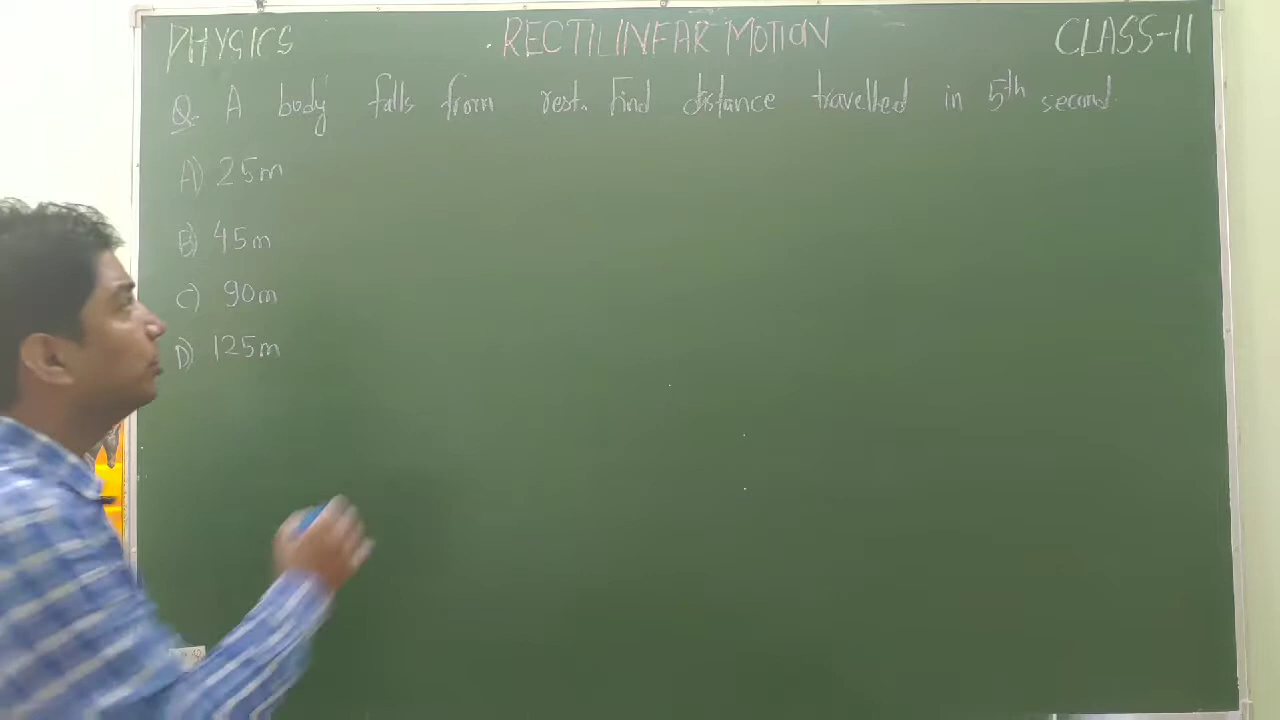 PHYSICS RECTILINEAR MOTION CLASS-11
Q. A body falls from rest. Find distance travelled in 5th second.
A) 25m
B) 45m
C) 90m
D) 125m